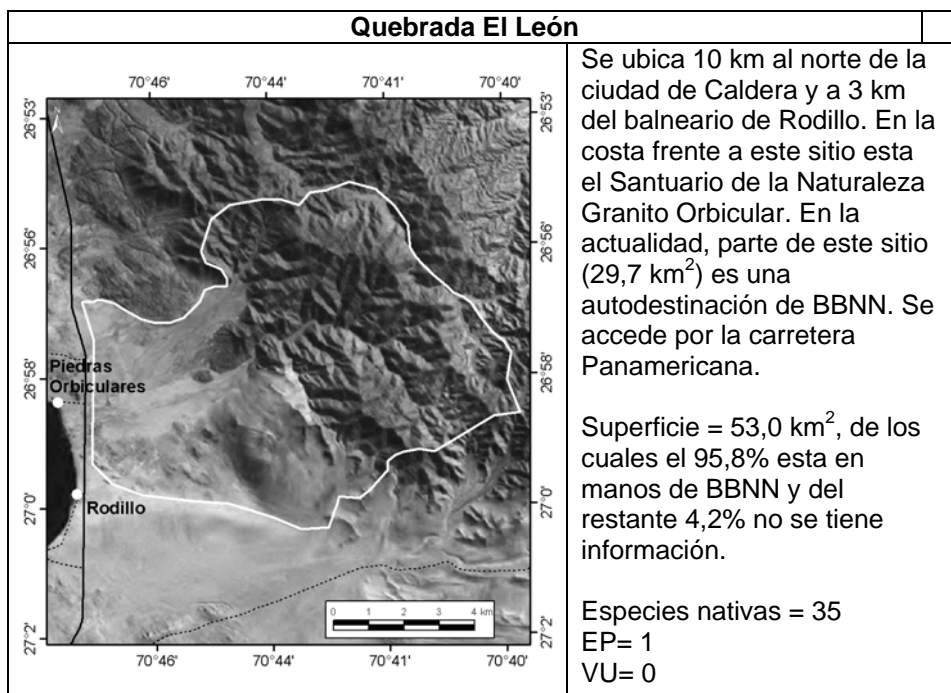 Quebrada El León
70°46' 70°44' 70°41' 70°40'
26°53' 26°53'
26°56' 26°56'
26°58' 26°58'
27°0' 27°0'
27°2' 27°2'
Piedras
Orbiculares
Rodillo
0 1 2 3 4 km
70°46' 70°44' 70°41' 70°40'
Se ubica 10 km al norte de la
ciudad de Caldera y a 3 km
del balneario de Rodillo. En la
costa frente a este sitio esta
el Santuario de la Naturaleza
Granito Orbicular. En la
actualidad, parte de este sitio
(29,7 km²) es una
autodestinación de BBNN. Se
accede por la carretera
Panamericana.
Superficie = 53,0 km², de los
cuales el 95,8% esta en
manos de BBNN y del
restante 4,2% no se tiene
información.
Especies nativas = 35
EP= 1
VU= 0